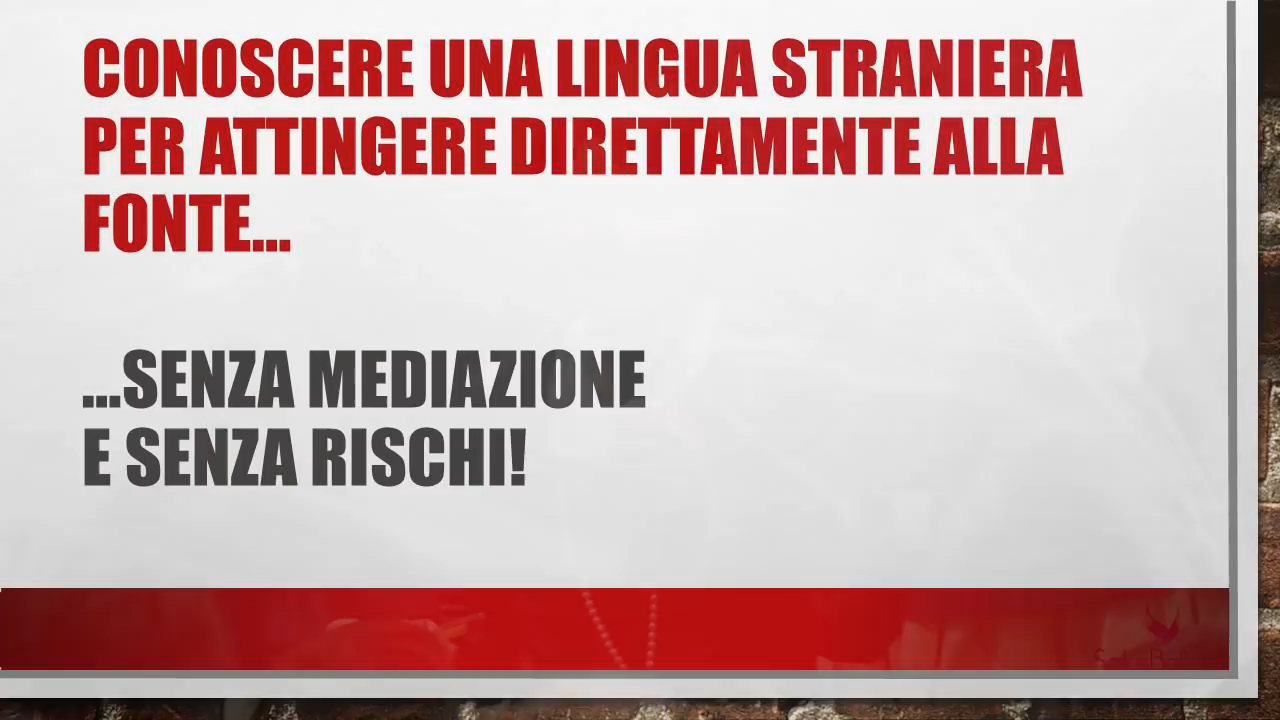 CONOSCERE UNA LINGUA STRANIERA
PER ATTINGERE DIRETTAMENTE ALLA
FONTE...
...SENZA MEDIAZIONE
E SENZA RISCHI!